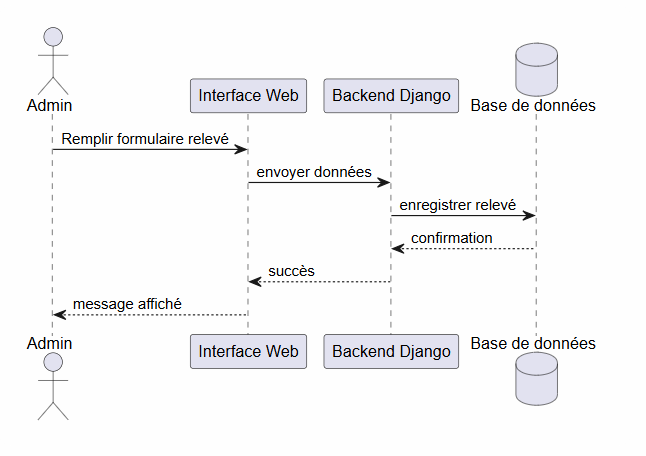 Admin
Interface Web
Backend Django
Base de données
Remplir formulaire relevé
envoyer données
enregistrer relevé
confirmation
succès
message affiché
Admin
Interface Web
Backend Django
Base de données